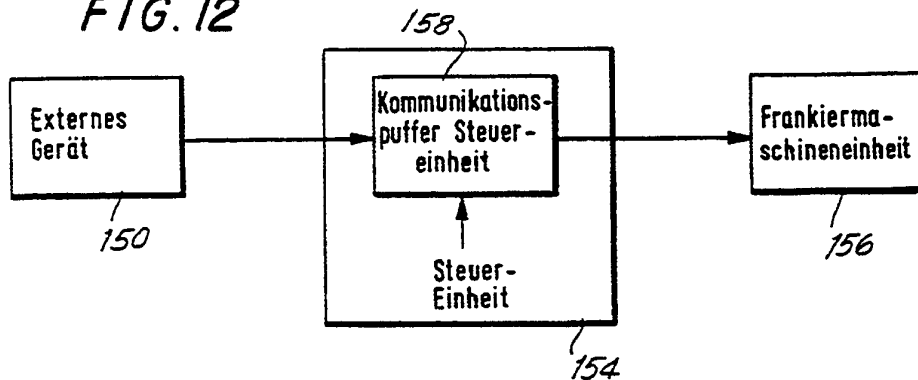 FIG. 12
158
Externes
Gerät
150
Kommunikations-
puffer Steuer-
einheit
Steuer-
Einheit
154
Frankierma-
schineneinheit
156